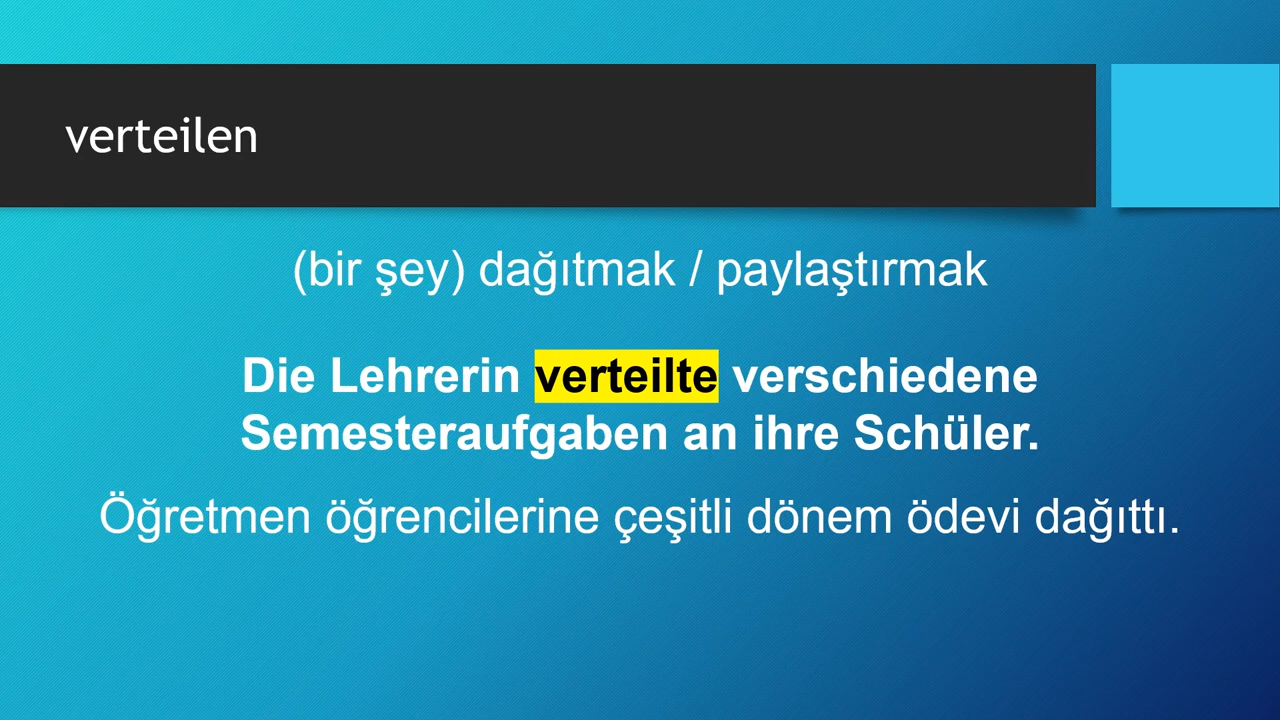 verteilen
(bir şey) dağıtmak / paylaştırmak
Die Lehrerin verteilte verschiedene
Semesteraufgaben an ihre Schüler.
Öğretmen öğrencilerine çeşitli dönem ödevi dağıttı.